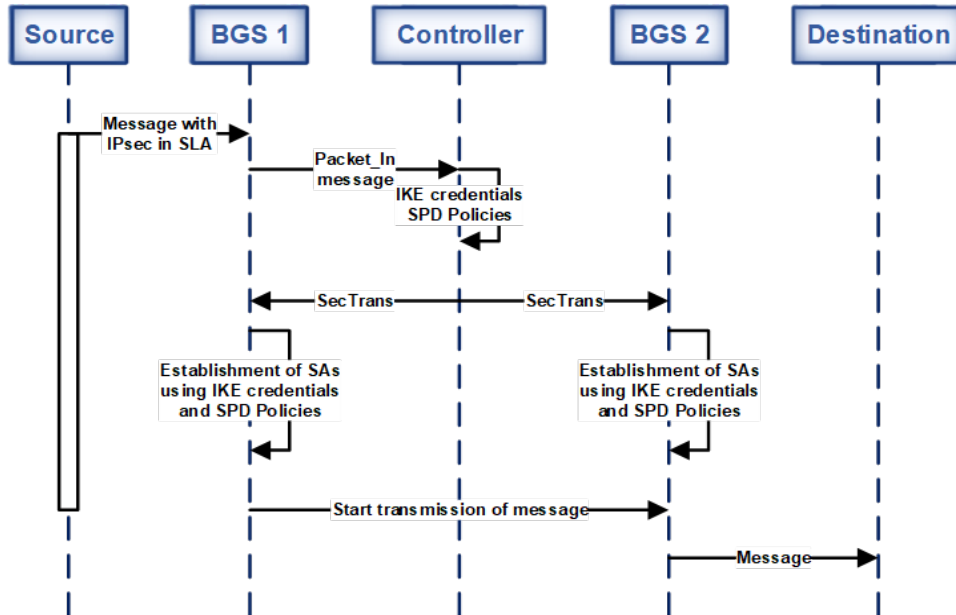 Source
BGS 1
Controller
BGS 2
Destination
Message with
IPsec in SLA
Packet_In
message
IKE credentials
SPD Policies
SecTrans
SecTrans
Establishment of SAs
using IKE credentials
and SPD Policies
Establishment of SAs
using IKE credentials
and SPD Policies
Start transmission of message
Message